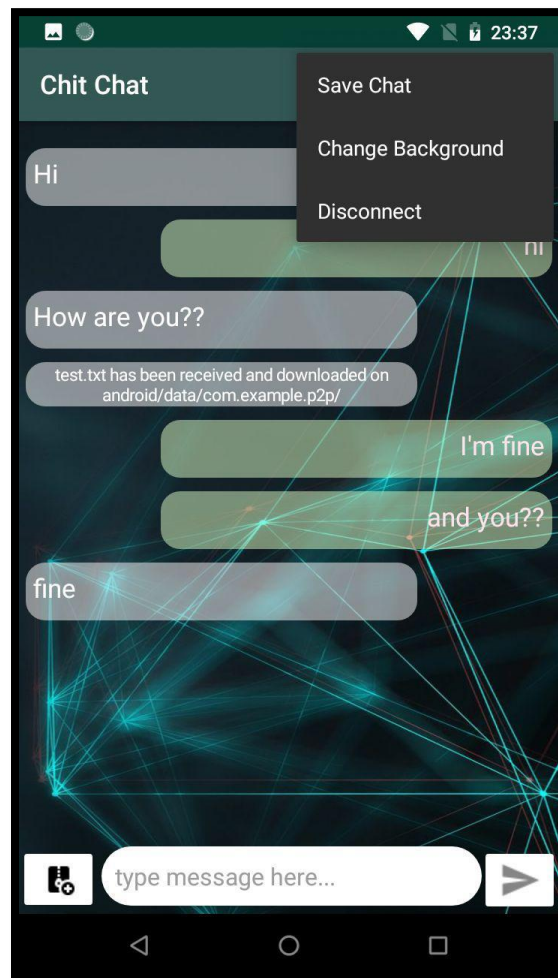 23:37
Chit Chat
Save Chat
Change Background
Disconnect
Hi
hi
How are you??
test.txt has been received and downloaded on
android/data/com.example.p2p/
I'm fine
and you??
fine
type message here...